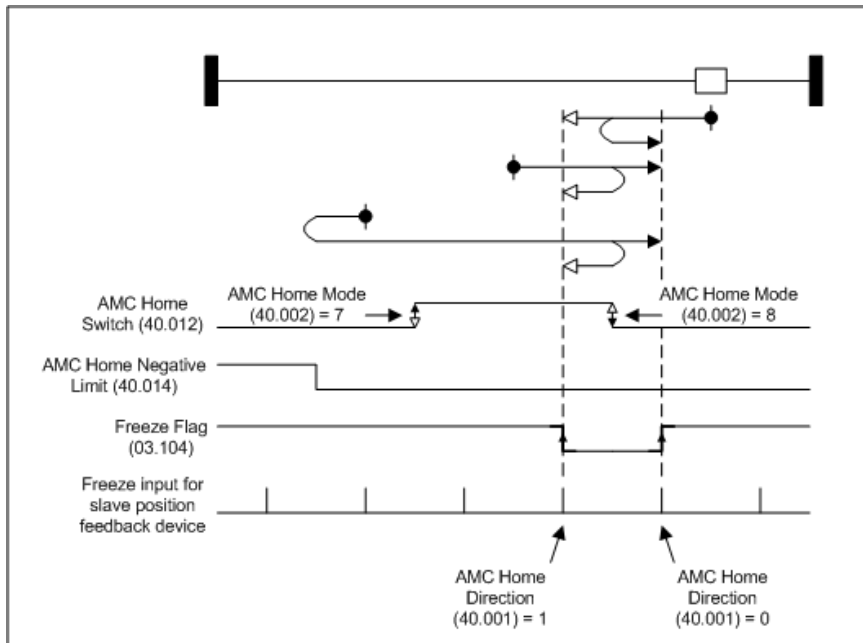 AMC Home
Switch (40.012)
AMC Home Mode
(40.002) = 7
AMC Home Mode
(40.002) = 8
AMC Home Negative
Limit (40.014)
Freeze Flag
(03.104)
Freeze input for
slave position
feedback device
AMC Home
Direction
(40.001) = 1
AMC Home
Direction
(40.001) = 0